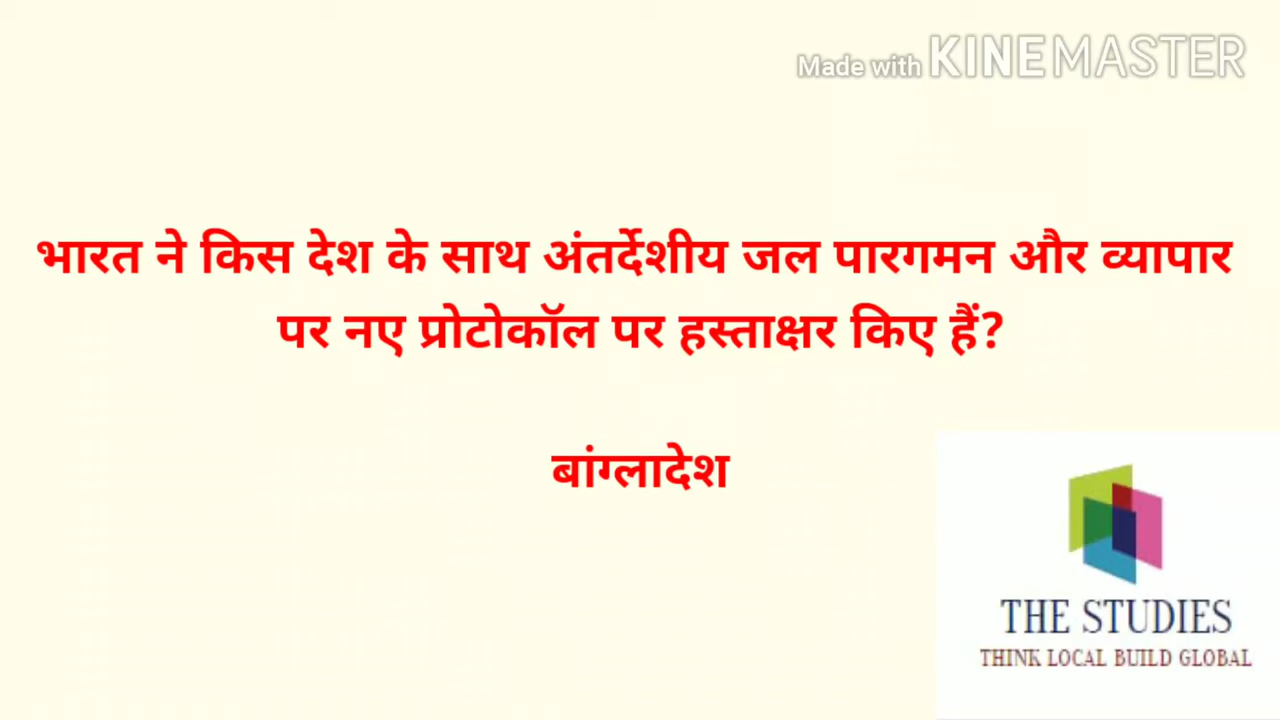 Made with KINEMASTER
भारत ने किस देश के साथ अंतर्देशीय जल पारगमन और व्यापार
पर नए प्रोटोकॉल पर हस्ताक्षर किए हैं?
बांग्लादेश
THE STUDIES
THINK LOCAL BUILD GLOBAL